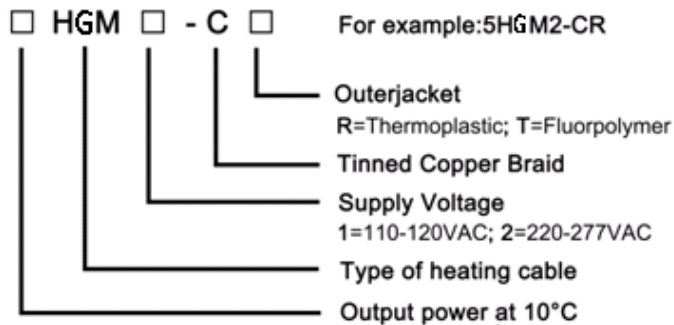 □ HGM □ - C □ For example:5HGM2-CR
Outerjacket
R=Thermoplastic; T=Fluorpolymer
Tinned Copper Braid
Supply Voltage
1=110-120VAC; 2=220-277VAC
Type of heating cable
Output power at 10°C